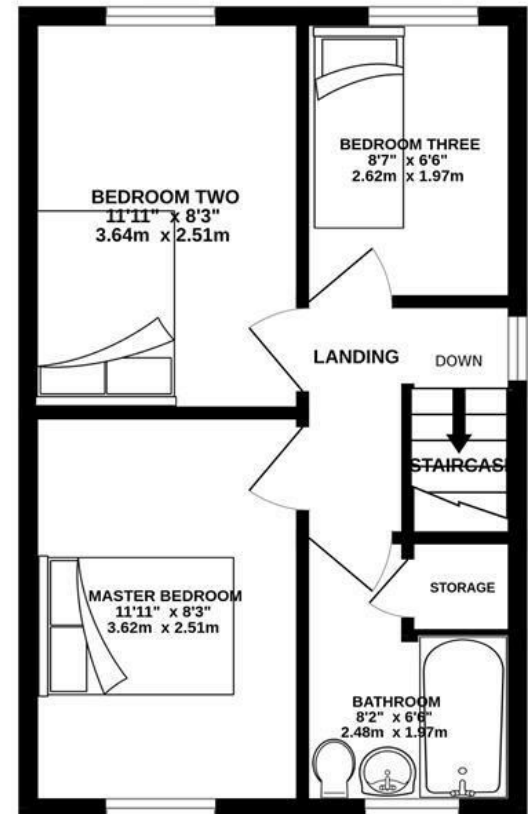 BEDROOM TWO
11'11" x 8'3"
3.64m x 2.51m
BEDROOM THREE
8'7" x 6'6"
2.62m x 1.97m
LANDING
DOWN
STAIRCASE
MASTER BEDROOM
11'11" x 8'3"
3.62m x 2.51m
STORAGE
BATHROOM
8'2" x 6'6"
2.48m x 1.97m